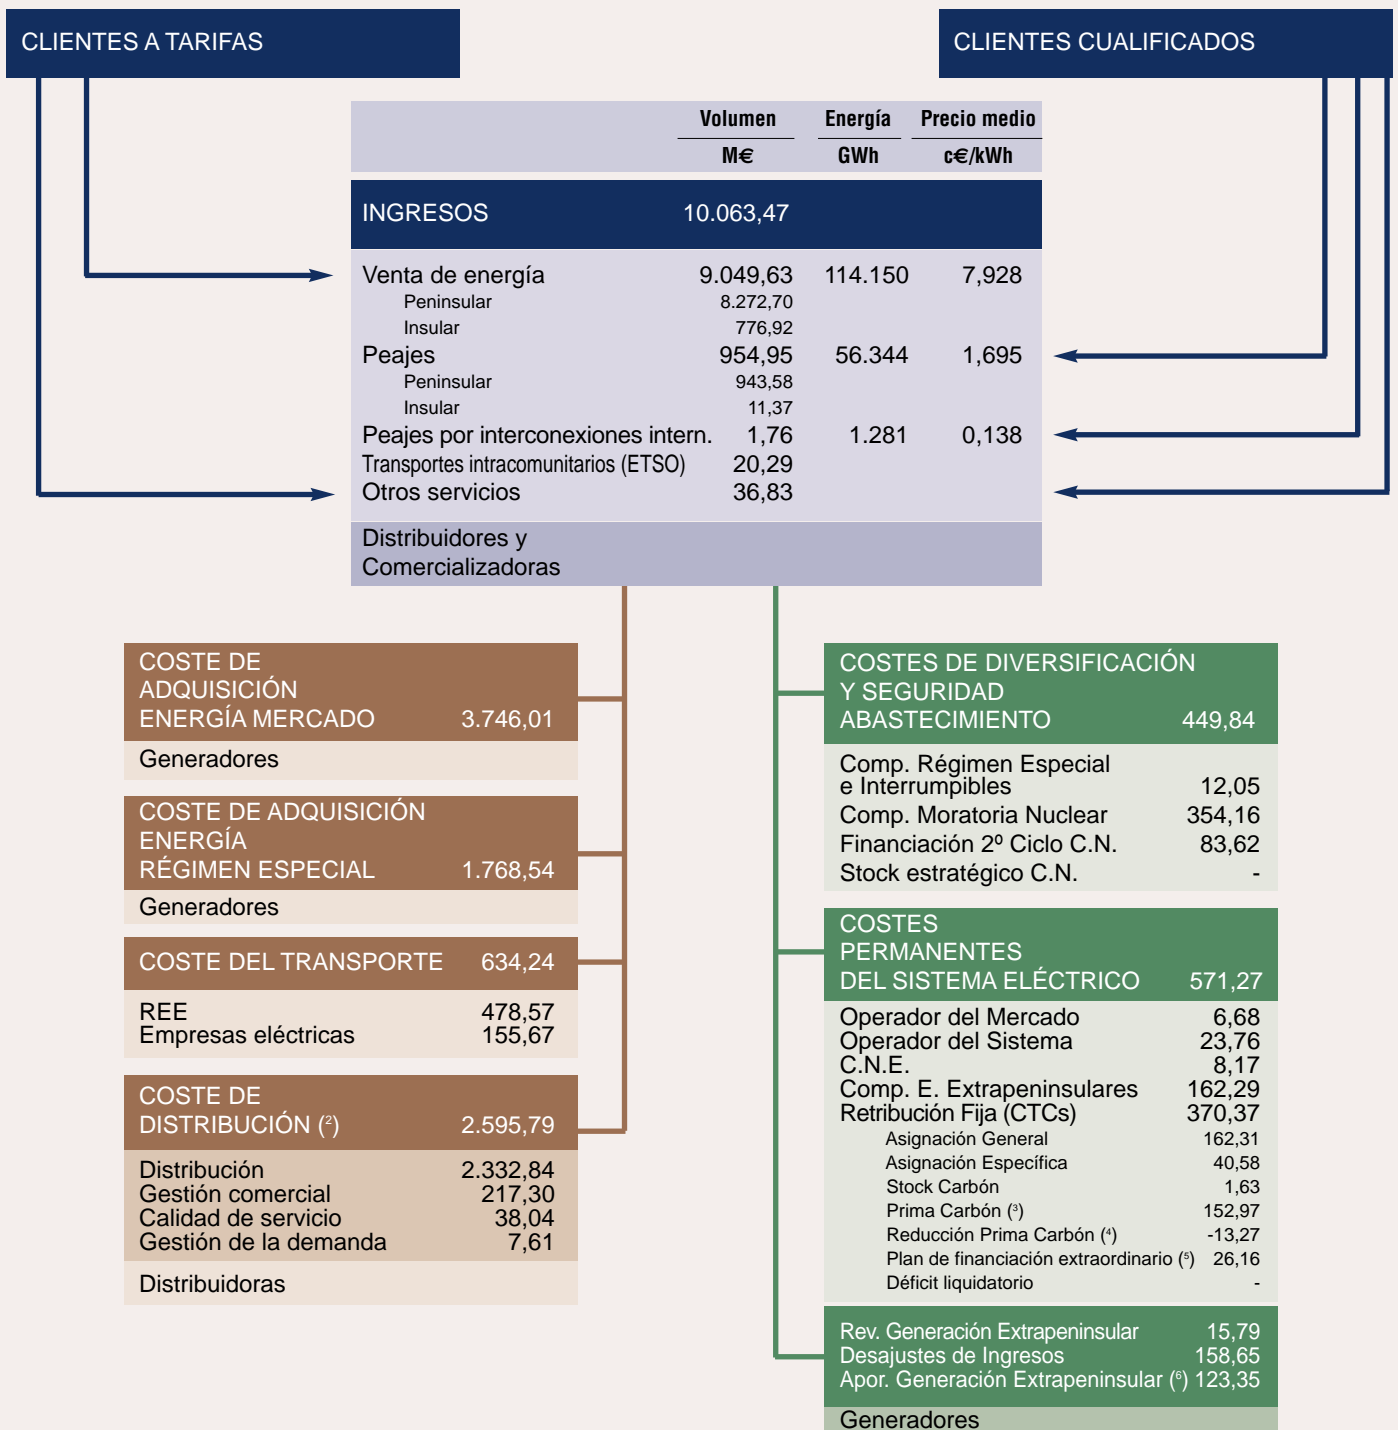 CLIENTES A TARIFAS
CLIENTES CUALIFICADOS
Volumen Energía Precio medio
M€ GWh c€/kWh
INGRESOS 10.063,47
Venta de energía 9.049,63 114.150 7,928
Peninsular 8.272,70
Insular 776,92
Peajes 954,95 56.344 1,695
Peninsular 943,58
Insular 11,37
Peajes por interconexiones intern. 1,76 1.281 0,138
Transportes intracomunitarios (ETSO) 20,29
Otros servicios 36,83
Distribuidores y
Comercializadoras
COSTE DE
ADQUISICIÓN
ENERGÍA MERCADO 3.746,01
Generadores
COSTE DE ADQUISICIÓN
ENERGÍA
RÉGIMEN ESPECIAL 1.768,54
Generadores
COSTE DEL TRANSPORTE 634,24
REE 478,57
Empresas eléctricas 155,67
COSTE DE
DISTRIBUCIÓN (²) 2.595,79
Distribución 2.332,84
Gestión comercial 217,30
Calidad de servicio 38,04
Gestión de la demanda 7,61
Distribuidoras
COSTES DE DIVERSIFICACIÓN
Y SEGURIDAD
ABASTECIMIENTO 449,84
Comp. Régimen Especial
e Interrumpibles 12,05
Comp. Moratoria Nuclear 354,16
Financiación 2º Ciclo C.N. 83,62
Stock estratégico C.N. -
COSTES
PERMANENTES
DEL SISTEMA ELÉCTRICO 571,27
Operador del Mercado 6,68
Operador del Sistema 23,76
C.N.E. 8,17
Comp. E. Extrapeninsulares 162,29
Retribución Fija (CTCs) 370,37
Asignación General 162,31
Asignación Específica 40,58
Stock Carbón 1,63
Prima Carbón (³) 152,97
Reducción Prima Carbón (⁴) -13,27
Plan de financiación extraordinario (⁵) 26,16
Déficit liquidatorio -
Rev. Generación Extrapeninsular 15,79
Desajustes de Ingresos 158,65
Apor. Generación Extrapeninsular (⁶) 123,35
Generadores